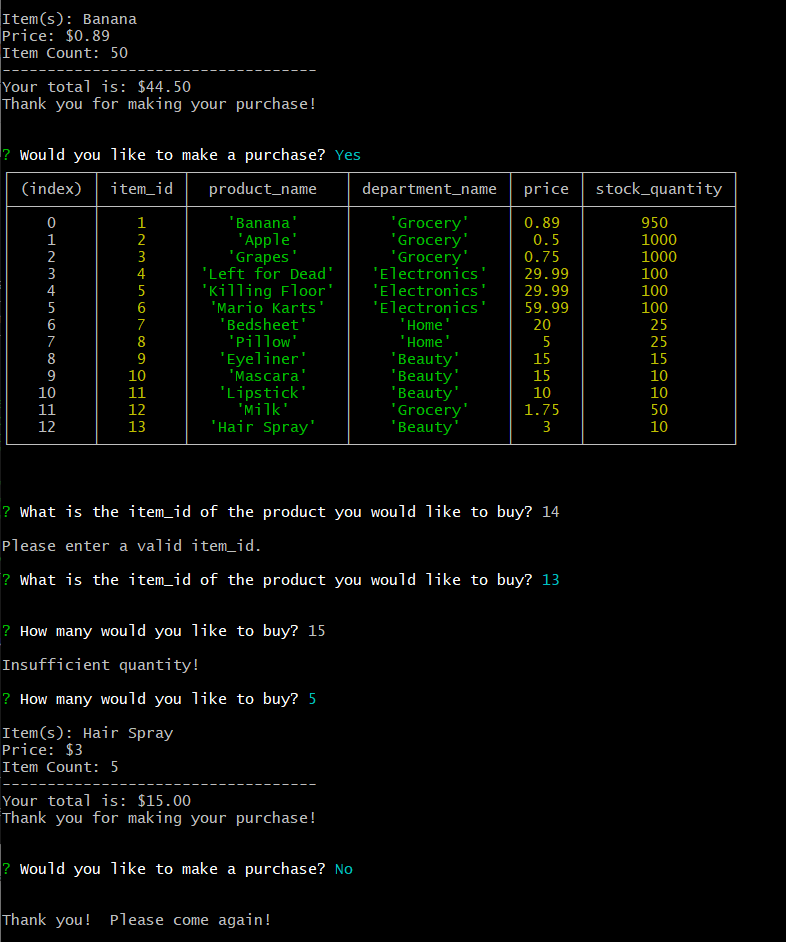 Item(s): Banana
Price: $0.89
Item Count: 50
-----------------------------------
Your total is: $44.50
Thank you for making your purchase!
? Would you like to make a purchase? Yes
(index) item_id product_name department_name price stock_quantity
0 1 'Banana' 'Grocery' 0.89 950
1 2 'Apple' 'Grocery' 0.5 1000
2 3 'Grapes' 'Grocery' 0.75 1000
3 4 'Left for Dead' 'Electronics' 29.99 100
4 5 'Killing Floor' 'Electronics' 29.99 100
5 6 'Mario Karts' 'Electronics' 59.99 100
6 7 'Bedsheet' 'Home' 20 25
7 8 'Pillow' 'Home' 5 25
8 9 'Eyeliner' 'Beauty' 15 15
9 10 'Mascara' 'Beauty' 15 10
10 11 'Lipstick' 'Beauty' 10 10
11 12 'Milk' 'Grocery' 1.75 50
12 13 'Hair Spray' 'Beauty' 3 10
? What is the item_id of the product you would like to buy? 14
Please enter a valid item_id.
? What is the item_id of the product you would like to buy? 13
? How many would you like to buy? 15
Insufficient quantity!
? How many would you like to buy? 5
Item(s): Hair Spray
Price: $3
Item Count: 5
-----------------------------------
Your total is: $15.00
Thank you for making your purchase!
? Would you like to make a purchase? No
Thank you!  Please come again!